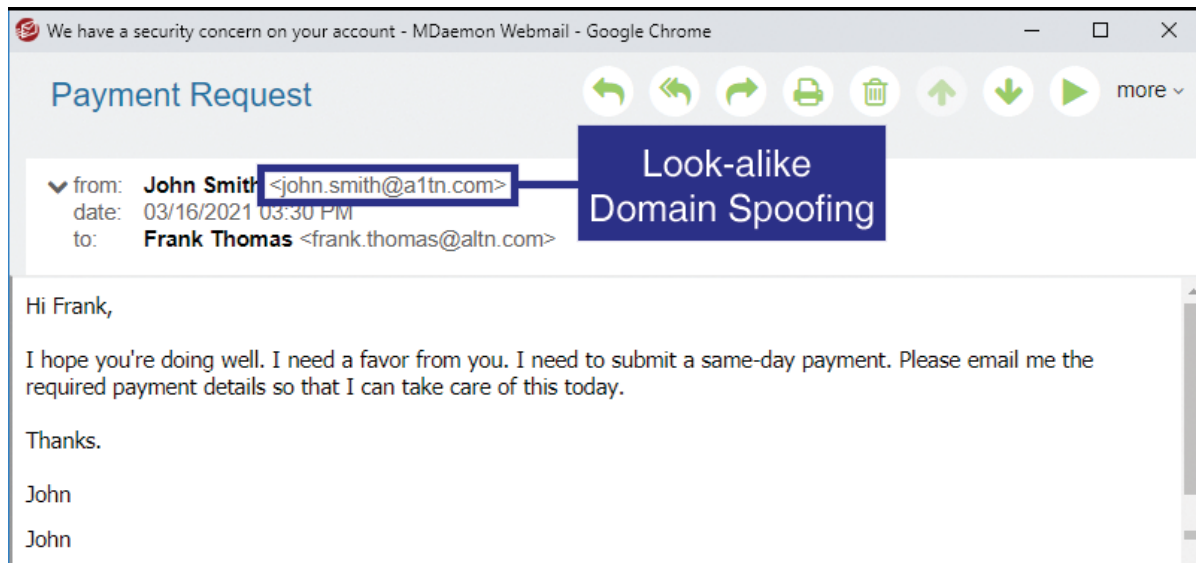 We have a security concern on your account - MDaemon Webmail - Google Chrome
Payment Request
more
Look-alike
Domain Spoofing
from: John Smith <john.smith@a1tn.com>
date: 03/16/2021 03:30 PM
to: Frank Thomas <frank.thomas@altn.com>
Hi Frank,
I hope you're doing well. I need a favor from you. I need to submit a same-day payment. Please email me the
required payment details so that I can take care of this today.
Thanks.
John
John